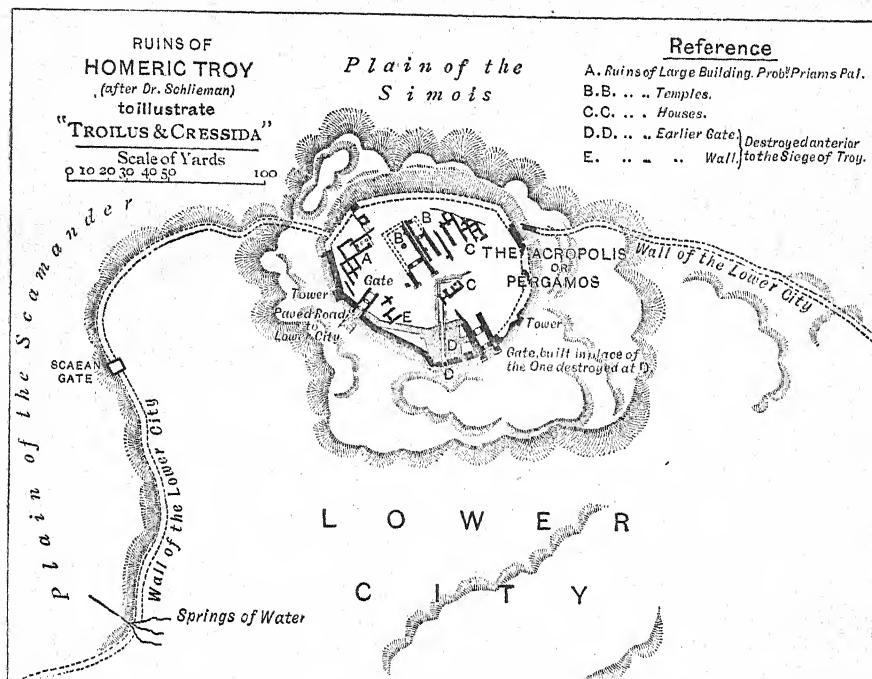 RUINS OF
HOMERIC TROY
(after Dr. Schlieman)
to illustrate
"TROILUS & CRESSIDA"
Scale of Yards
0 10 20 30 40 50 100
Plain of the
Simois
Reference
A. Ruins of Large Building. Proby. Priams Pal.
B.B. .. .. Temples.
C.C. .. .. Houses.
D.D. .. .. Earlier Gate. } Destroyed anterior
E. .. .. .. Wall. } to the Siege of Troy.
Plain of the Scamander
B
B
C
A
THE ACROPOLIS
OR
PERGAMOS
Wall of the Lower City
Gate
C
Tower
E
Paved Road
to
Lower City.
Tower
D
D
Gate, built in place of
the One destroyed at D.
SCAEAN
GATE
Wall of the Lower City
LOWER
CITY
Springs of Water